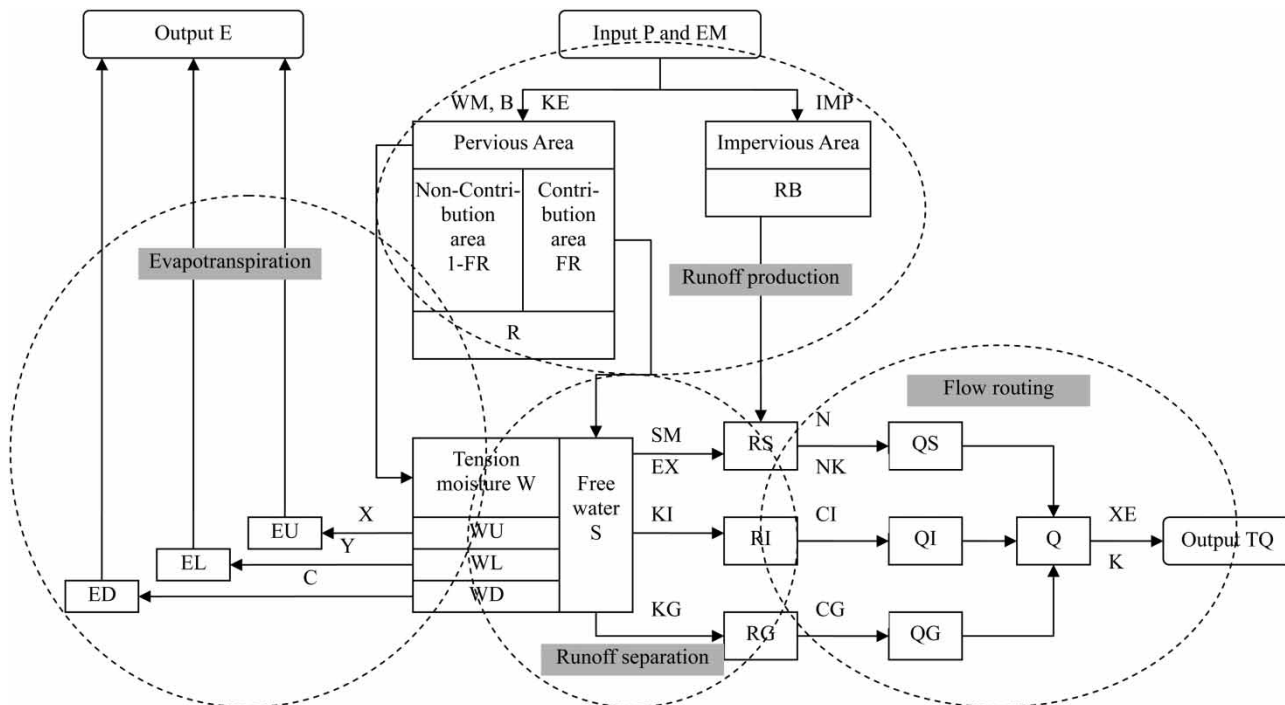 Output E
Input P and EM
WM, B
KE
IMP
Pervious Area
Impervious Area
Non-Contri-
bution
area
1-FR
Contri-
bution
area
FR
RB
Evapotranspiration
Runoff production
R
Flow routing
Tension
moisture W
Free
water
S
SM
EX
RS
N
NK
QS
X
Y
C
EU
EL
ED
WU
WL
WD
KI
RI
CI
QI
Q
XE
K
Output TQ
KG
RG
CG
QG
Runoff separation